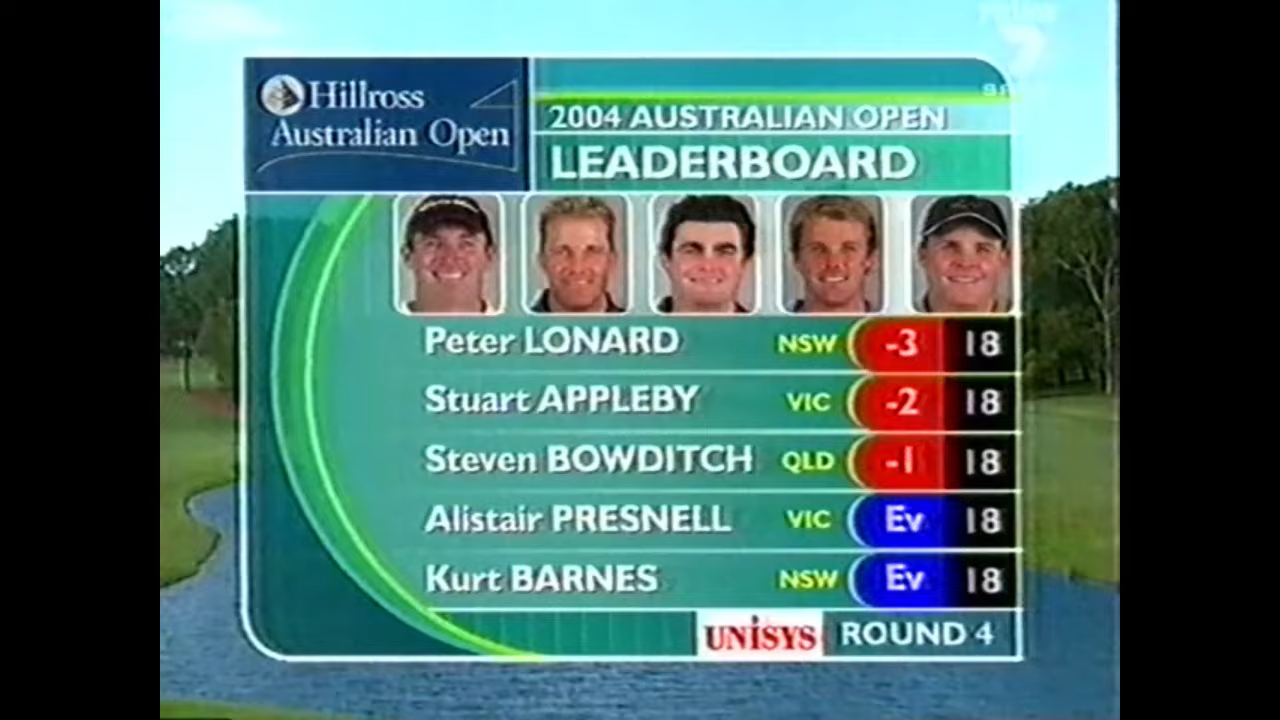 7
Hillross
Australian Open
2004 AUSTRALIAN OPEN
LEADERBOARD
Peter LONARD NSW -3 18
Stuart APPLEBY VIC -2 18
Steven BOWDITCH QLD -1 18
Alistair PRESNELL VIC Ev 18
Kurt BARNES NSW Ev 18
UNISYS ROUND 4